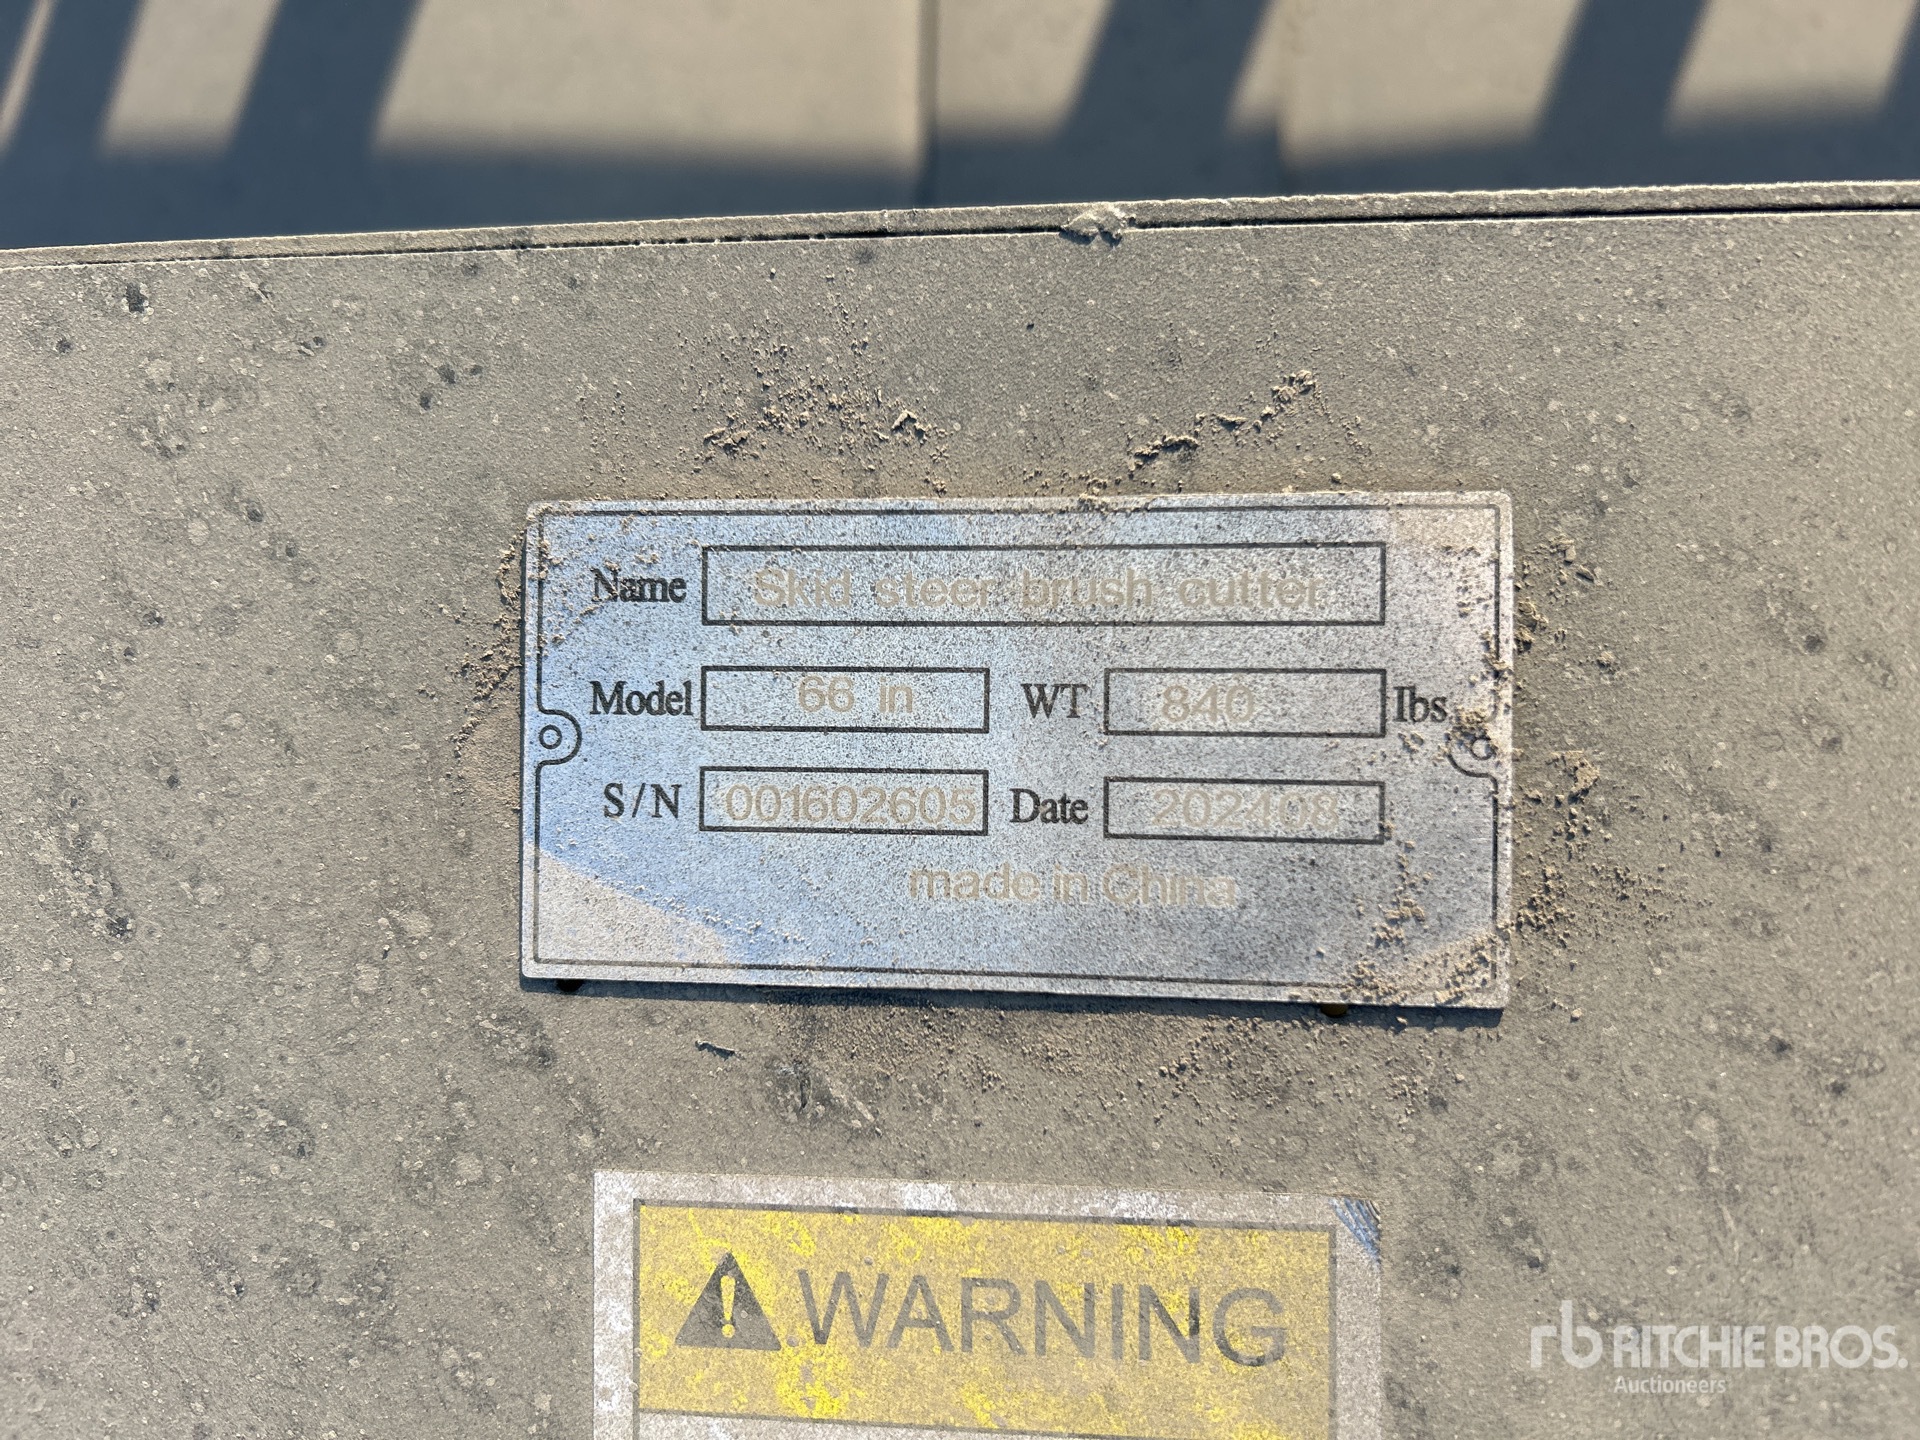 Name Skid steer brush cutter
Model 66 in WT 840 lbs
S/N 001602605 Date 202408
made in China
WARNING
rb RITCHIE BROS.
Auctioneers